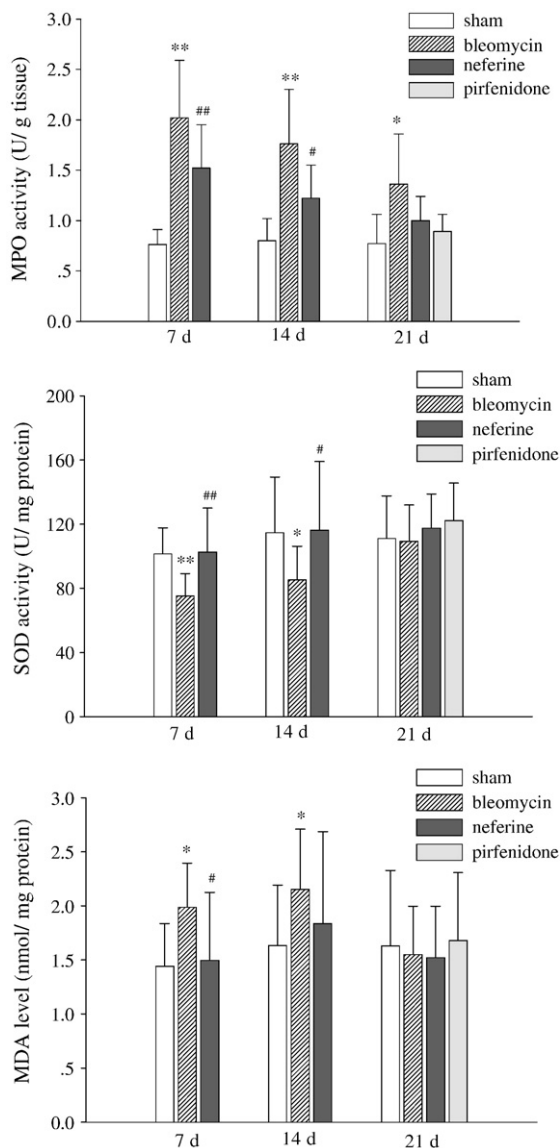 MPO activity (U/ g tissue)
3.0
2.5
2.0
1.5
1.0
.5
0.0
sham
bleomycin
neferine
pirfenidone
**
##
**
#
*
7 d
14 d
21 d
SOD activity (U/ mg protein)
200
160
120
80
40
0
sham
bleomycin
neferine
pirfenidone
**
##
*
#
7 d
14 d
21 d
MDA level (nmol/ mg protein)
3.0
2.5
2.0
1.5
1.0
.5
0.0
sham
bleomycin
neferine
pirfenidone
*
#
*
7 d
14 d
21 d